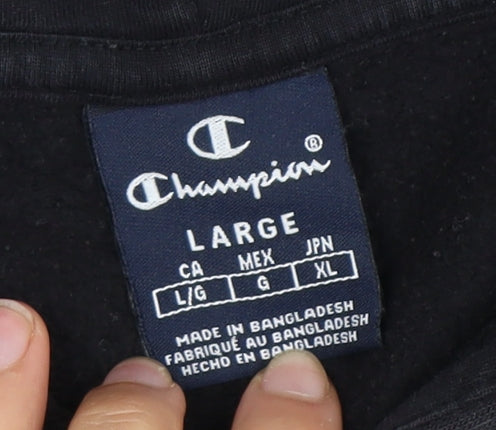 Champion®
LARGE
CA MEX JPN
L/G G XL
MADE IN BANGLADESH
FABRIQUÉ AU BANGLADESH
HECHO EN BANGLADESH